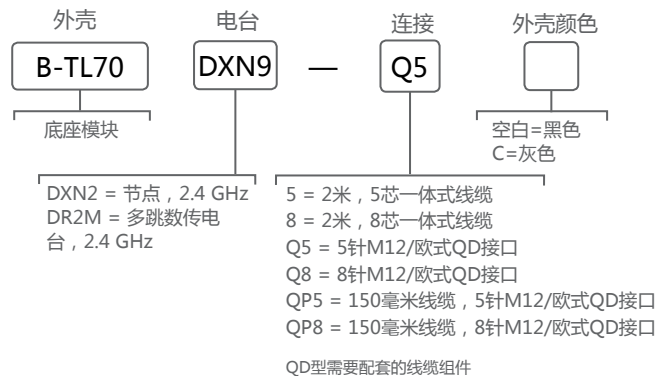 外壳 电台 连接 外壳颜色
B-TL70 DXN9 — Q5
底座模块
空白=黑色
C=灰色
DXN2 = 节点，2.4 GHz
DR2M = 多跳数传电
台，2.4 GHz
5 = 2米，5芯一体式线缆
8 = 2米，8芯一体式线缆
Q5 = 5针M12/欧式QD接口
Q8 = 8针M12/欧式QD接口
QP5 = 150毫米线缆，5针M12/欧式QD接口
QP8 = 150毫米线缆，8针M12/欧式QD接口
QD型需要配套的线缆组件